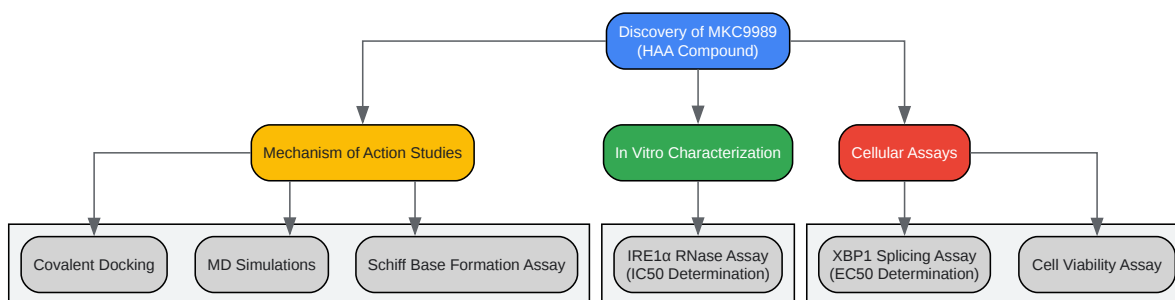 Discovery of MKC9989
(HAA Compound)
Mechanism of Action Studies
In Vitro Characterization
Cellular Assays
Covalent Docking
MD Simulations
Schiff Base Formation Assay
IRE1α RNase Assay
(IC50 Determination)
XBP1 Splicing Assay
(EC50 Determination)
Cell Viability Assay